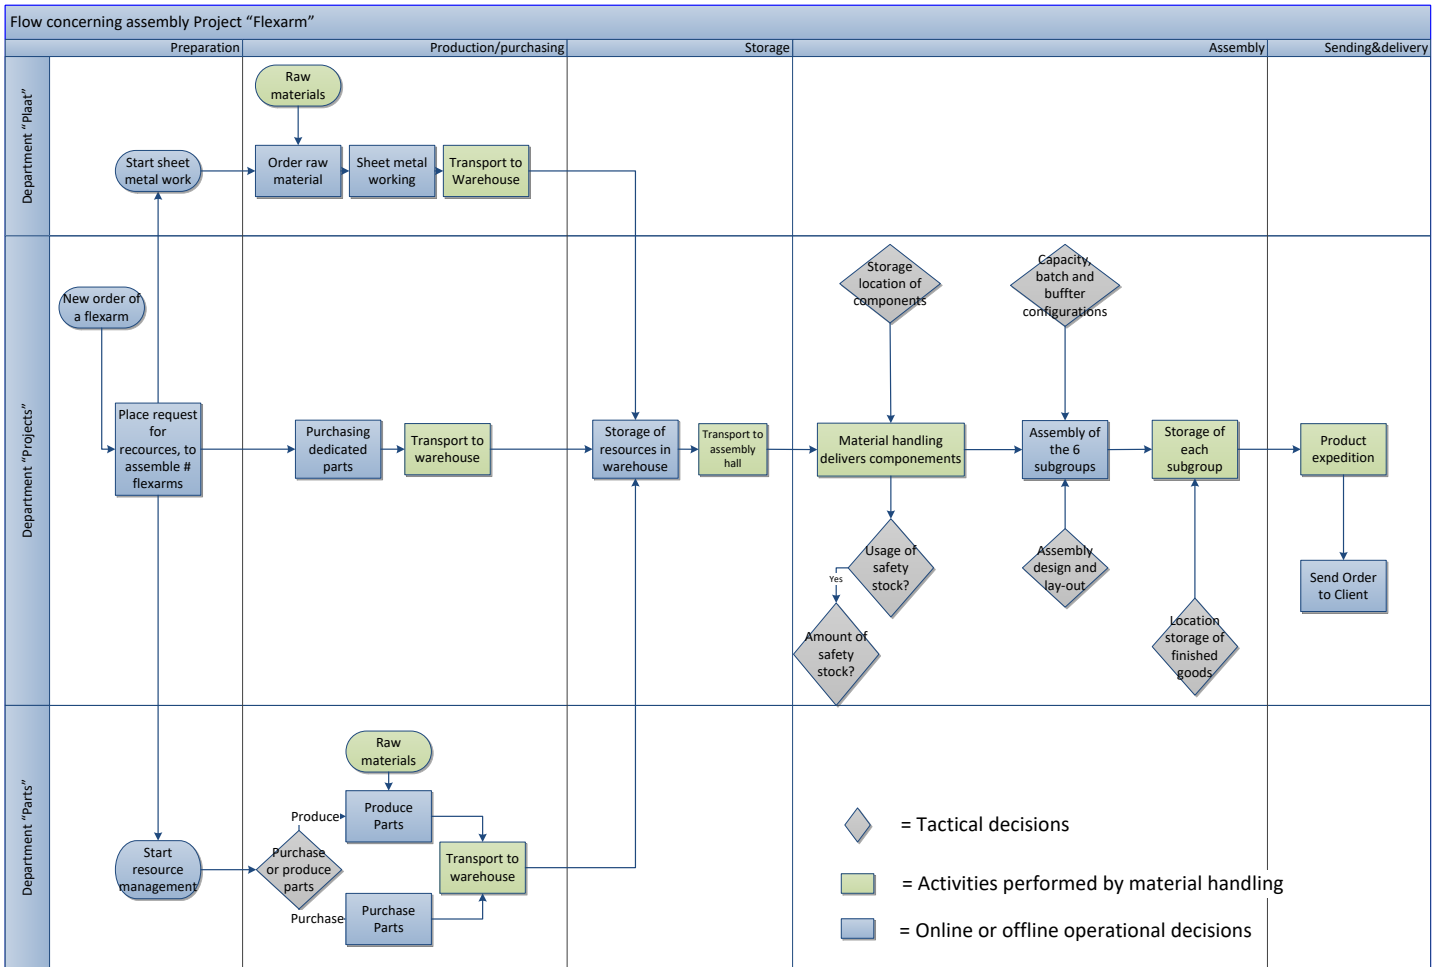 Flow concerning assembly Project “Flexarm”
Preparation
Production/purchasing
Storage
Assembly
Sending&delivery
Department “Plaat”
Raw
materials
Start sheet
metal work
Order raw
material
Sheet metal
working
Transport to
Warehouse
Department “Projects”
New order of
a flexarm
Place request
for
recources, to
assemble #
flexarms
Purchasing
dedicated
parts
Transport to
warehouse
Storage of
resources in
warehouse
Transport to
assembly
hall
Storage
location of
components
Material handling
delivers componements
Usage of
safety
stock?
Yes
Amount of
safety
stock?
Capacity,
batch and
buffter
configurations
Assembly of
the 6
subgroups
Assembly
design and
lay-out
Storage of
each
subgroup
Location
storage of
finished
goods
Product
expedition
Send Order
to Client
Department “Parts”
Start
resource
management
Purchase
or produce
parts
Produce
Purchase
Raw
materials
Produce
Parts
Purchase
Parts
Transport to
warehouse
= Tactical decisions
= Activities performed by material handling
= Online or offline operational decisions